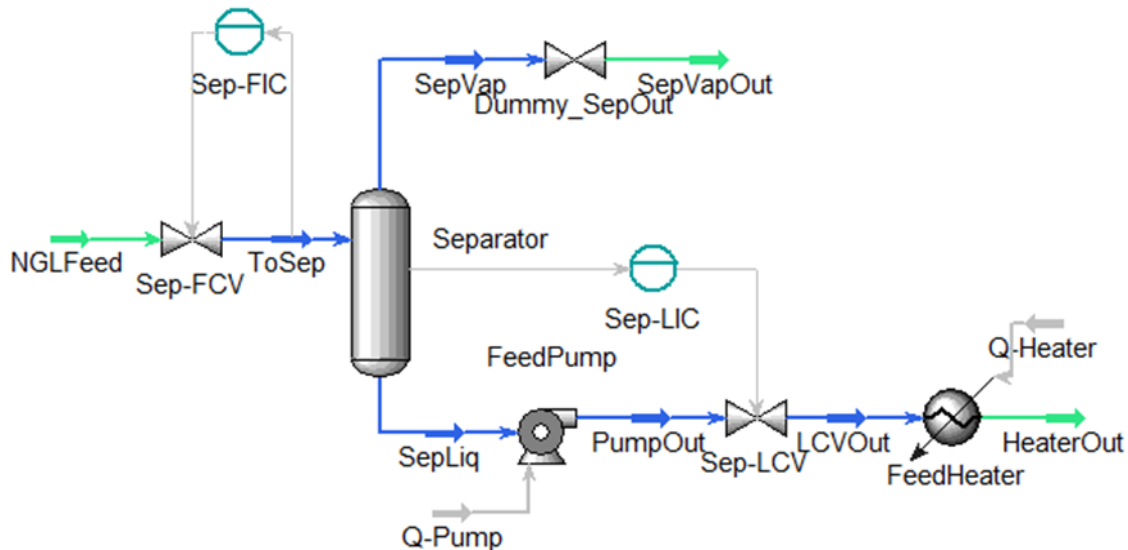 Sep-FIC
SepVap
SepVapOut
Dummy_SepOut
Separator
NGLFeed
ToSep
Sep-FCV
Sep-LIC
FeedPump
Q-Heater
SepLiq
PumpOut
LCVOut
HeaterOut
Sep-LCV
FeedHeater
Q-Pump